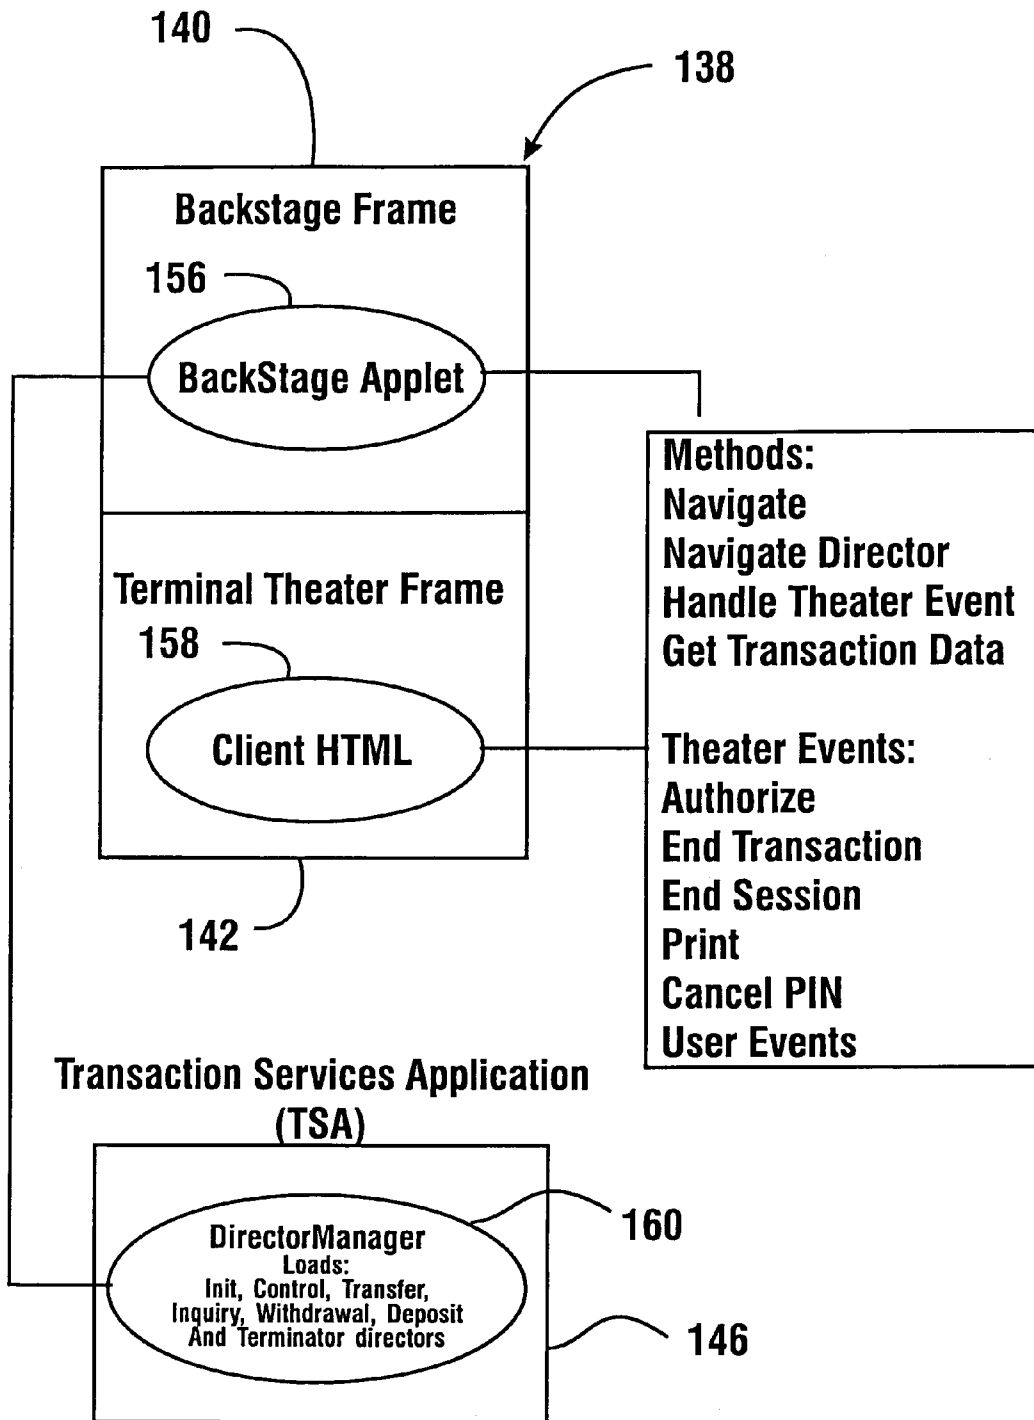 140
138
Backstage Frame
156
BackStage Applet
Methods:
Navigate
Navigate Director
Handle Theater Event
Get Transaction Data
Theater Events:
Authorize
End Transaction
End Session
Print
Cancel PIN
User Events
Terminal Theater Frame
158
Client HTML
142
Transaction Services Application
(TSA)
160
DirectorManager
Loads:
Init, Control, Transfer,
Inquiry, Withdrawal, Deposit
And Terminator directors
146